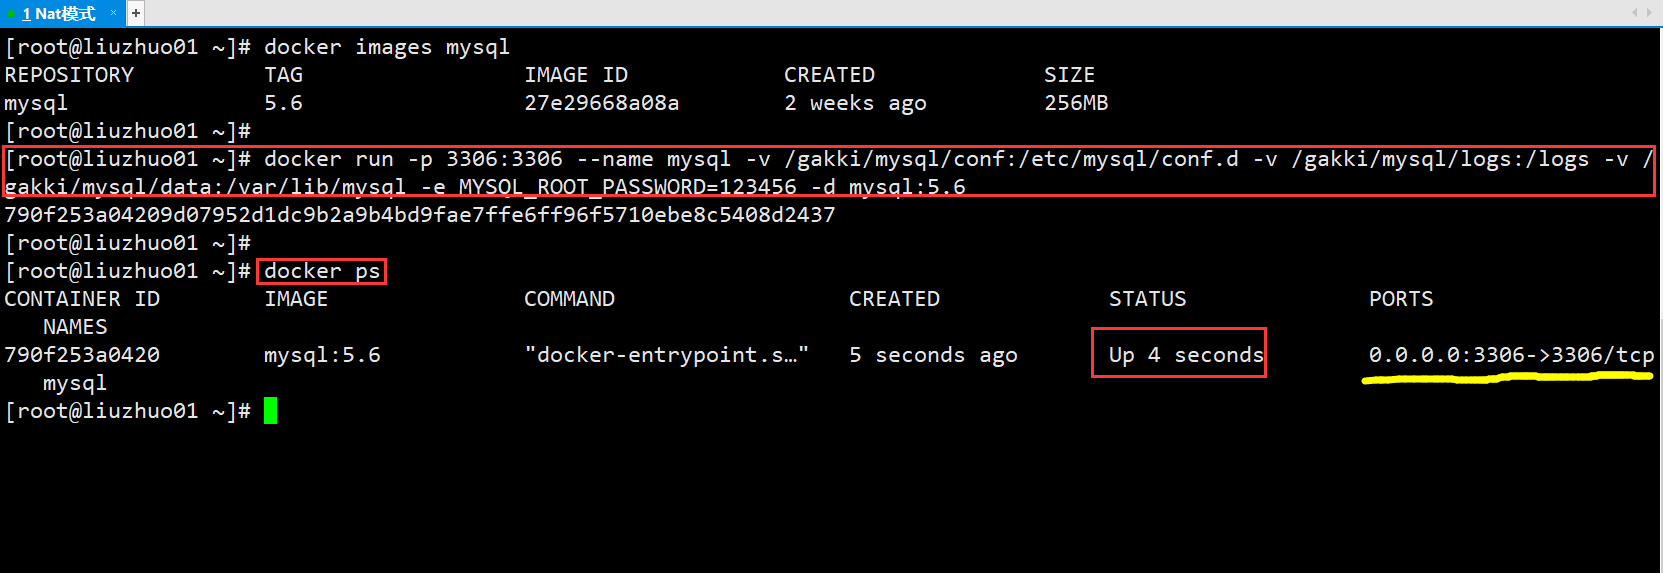 1 Nat模式 × +
[root@liuzhuo01 ~]# docker images mysql
REPOSITORY TAG IMAGE ID CREATED SIZE
mysql 5.6 27e29668a08a 2 weeks ago 256MB
[root@liuzhuo01 ~]#
[root@liuzhuo01 ~]# docker run -p 3306:3306 --name mysql -v /gakki/mysql/conf:/etc/mysql/conf.d -v /gakki/mysql/logs:/logs -v /
gakki/mysql/data:/var/lib/mysql -e MYSQL_ROOT_PASSWORD=123456 -d mysql:5.6
790f253a04209d07952d1dc9b2a9b4bd9fae7ffe6ff96f5710ebe8c5408d2437
[root@liuzhuo01 ~]#
[root@liuzhuo01 ~]# docker ps
CONTAINER ID IMAGE COMMAND CREATED STATUS PORTS
NAMES
790f253a0420 mysql:5.6 "docker-entrypoint.s…" 5 seconds ago Up 4 seconds 0.0.0.0:3306->3306/tcp
mysql
[root@liuzhuo01 ~]#